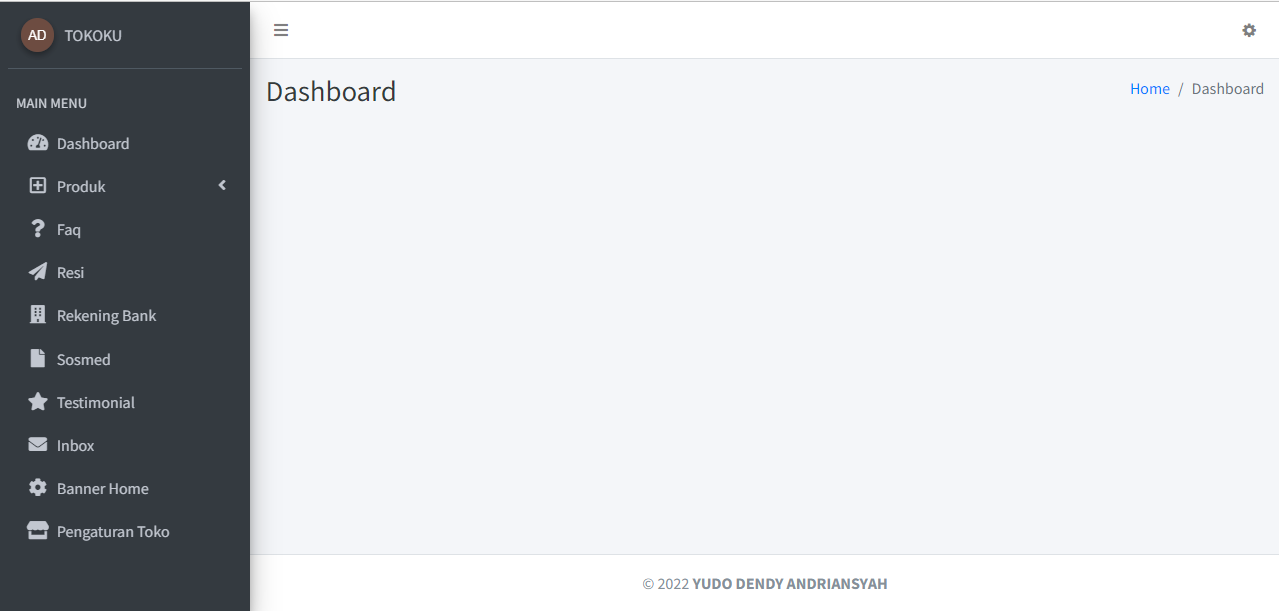 AD TOKOKU
MAIN MENU
Dashboard
Produk
Faq
Resi
Rekening Bank
Sosmed
Testimonial
Inbox
Banner Home
Pengaturan Toko
Dashboard
Home / Dashboard
© 2022 YUDO DENDY ANDRIANSYAH